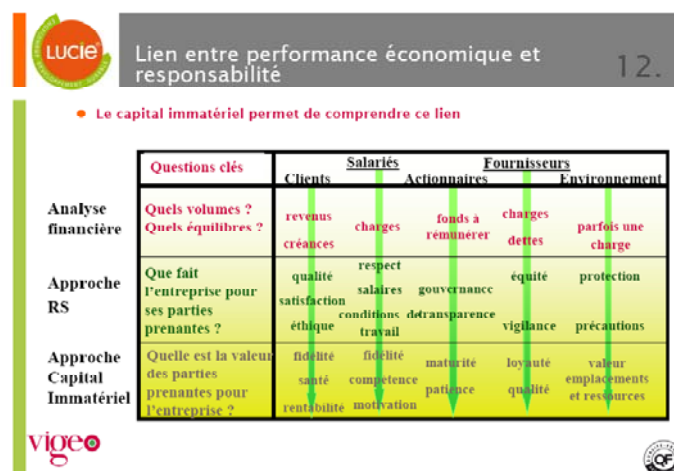 LUCIE
Lien entre performance économique et
responsabilité
12.
Le capital immatériel permet de comprendre ce lien
Questions clés
Salariés
Fournisseurs
Clients
Actionnaires
Environnement
Analyse
financière
Quels volumes ?
Quels équilibres ?
revenus
créances
charges
fonds à
rémunérer
charges
dettes
parfois une
charge
Approche
RS
Que fait
l'entreprise pour
ses parties
prenantes ?
qualité
satisfaction
éthique
respect
salaires
conditions de
travail
gouvernance
transparence
équité
vigilance
protection
précautions
Approche
Capital
Immatériel
Quelle est la valeur
des parties
prenantes pour
l'entreprise ?
fidélité
santé
rentabilité
fidélité
compétence
motivation
maturité
patience
loyauté
qualité
valeur
emplacements
et ressources
vigeo